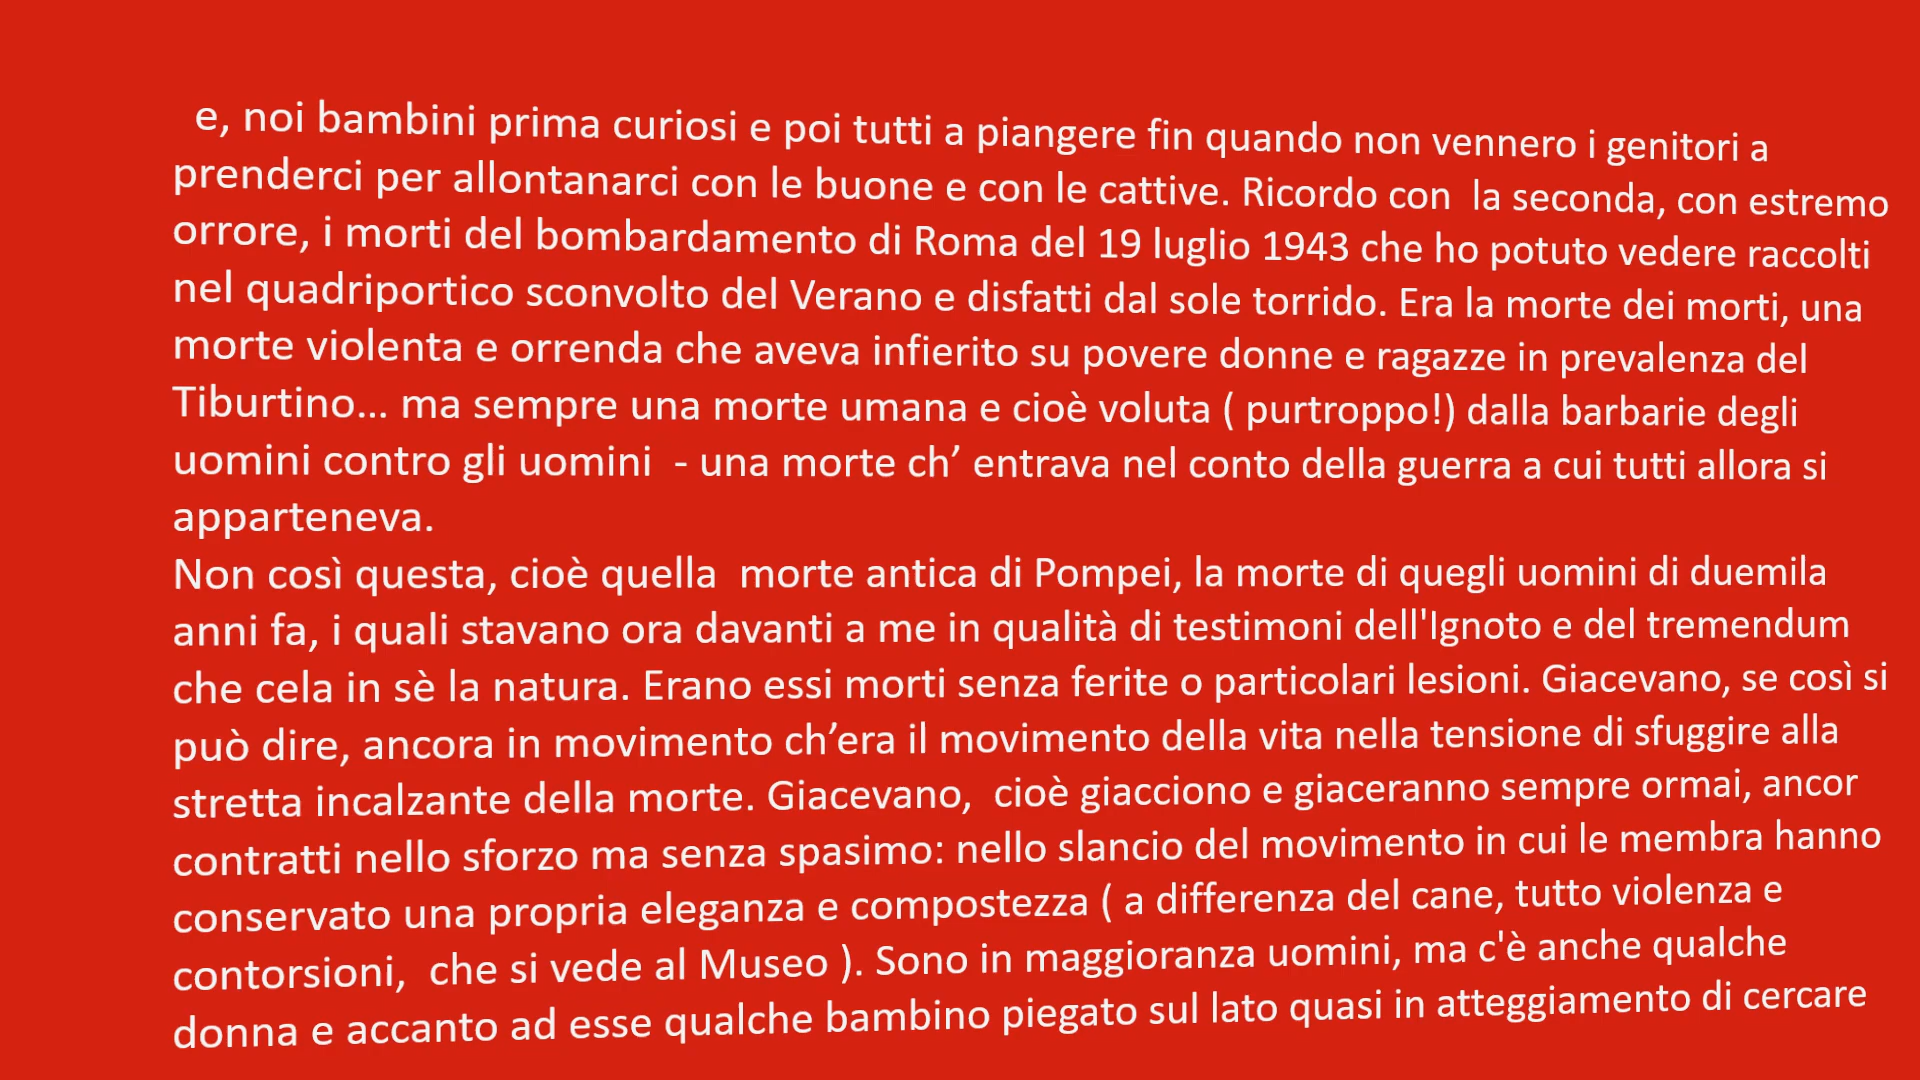 e, noi bambini prima curiosi e poi tutti a piangere fin quando non vennero i genitori a
prenderci per allontanarci con le buone e con le cattive. Ricordo con  la seconda, con estremo
orrore, i morti del bombardamento di Roma del 19 luglio 1943 che ho potuto vedere raccolti
nel quadriportico sconvolto del Verano e disfatti dal sole torrido. Era la morte dei morti, una
morte violenta e orrenda che aveva infierito su povere donne e ragazze in prevalenza del
Tiburtino... ma sempre una morte umana e cioè voluta ( purtroppo!) dalla barbarie degli
uomini contro gli uomini  - una morte ch’ entrava nel conto della guerra a cui tutti allora si
apparteneva.
Non così questa, cioè quella  morte antica di Pompei, la morte di quegli uomini di duemila
anni fa, i quali stavano ora davanti a me in qualità di testimoni dell'Ignoto e del tremendum
che cela in sè la natura. Erano essi morti senza ferite o particolari lesioni. Giacevano, se così si
può dire, ancora in movimento ch’era il movimento della vita nella tensione di sfuggire alla
stretta incalzante della morte. Giacevano,  cioè giacciono e giaceranno sempre ormai, ancor
contratti nello sforzo ma senza spasimo: nello slancio del movimento in cui le membra hanno
conservato una propria eleganza e compostezza ( a differenza del cane, tutto violenza e
contorsioni,  che si vede al Museo ). Sono in maggioranza uomini, ma c'è anche qualche
donna e accanto ad esse qualche bambino piegato sul lato quasi in atteggiamento di cercare